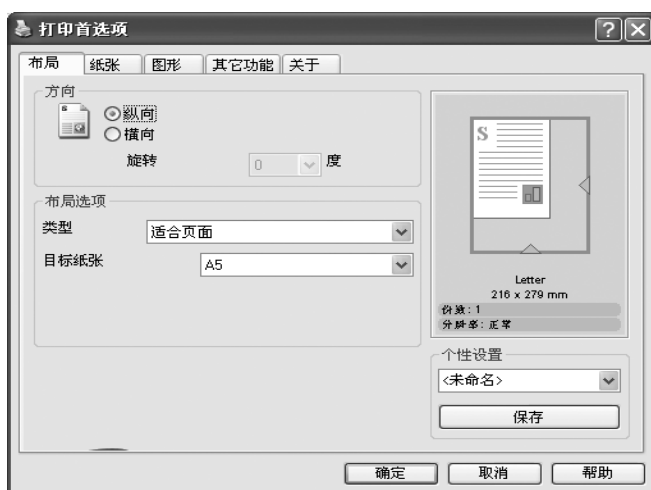 打印首选项
布局 纸张 图形 其它功能 关于
方向
S
纵向
横向
旋转 0 度
布局选项
类型 适合页面
目标纸张 A5
S
Letter
216 x 279 mm
份数:1
分辨率:正常
个性设置
<未命名>
保存
确定 取消 帮助